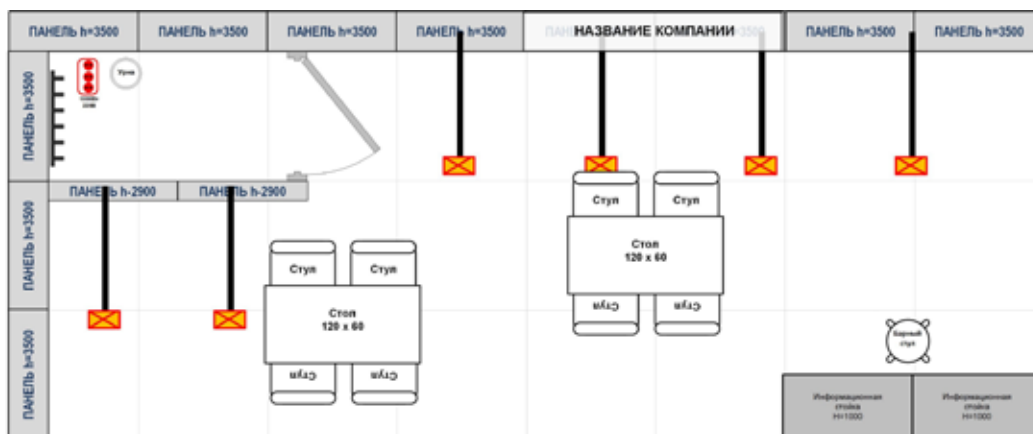 ПАНЕЛЬ h=3500
ПАНЕЛЬ h=3500
ПАНЕЛЬ h=3500
ПАНЕЛЬ h=3500
НАЗВАНИЕ КОМПАНИИ
ПАНЕЛЬ h=3500
ПАНЕЛЬ h=3500
ПАНЕЛЬ h=3500
Урна
ПАНЕЛЬ h-2900
ПАНЕЛЬ h-2900
ПАНЕЛЬ h=3500
ПАНЕЛЬ h=3500
Стул
Стул
Стол
120 x 60
Стул
Стул
Стул
Стул
Стол
120 x 60
Стул
Стул
Барный
стул
Информационная
стойка
H=1000
Информационная
стойка
H=1000